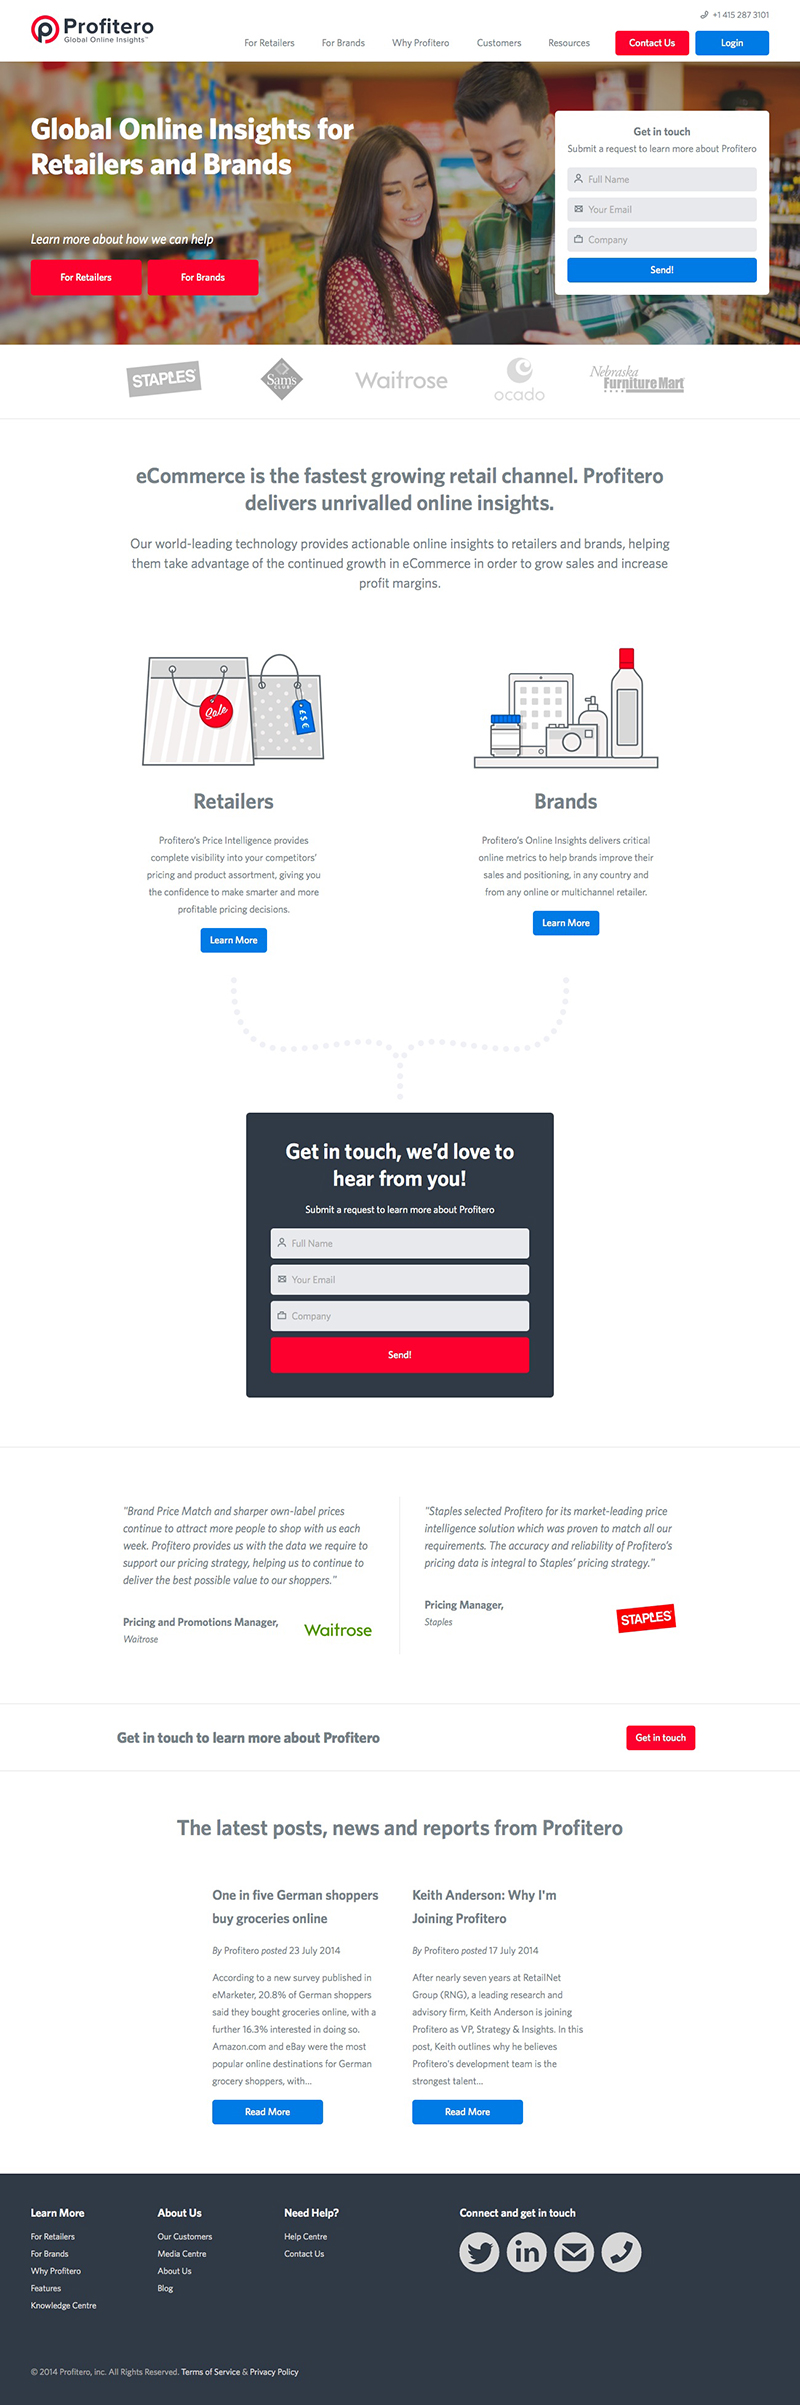 +1 415 287 3101
Profitero
Global Online Insights™
For Retailers
For Brands
Why Profitero
Customers
Resources
Contact Us
Login
Global Online Insights for
Retailers and Brands
Learn more about how we can help
For Retailers
For Brands
Get in touch
Submit a request to learn more about Profitero
Full Name
Your Email
Company
Send!
STAPLES
Sam's
CLUB
Waitrose
ocado
Nebraska
Furniture Mart
eCommerce is the fastest growing retail channel. Profitero
delivers unrivalled online insights.
Our world-leading technology provides actionable online insights to retailers and brands, helping
them take advantage of the continued growth in eCommerce in order to grow sales and increase
profit margins.
Sale
£$€
Retailers
Profitero's Price Intelligence provides
complete visibility into your competitors'
pricing and product assortment, giving you
the confidence to make smarter and more
profitable pricing decisions.
Learn More
Brands
Profitero's Online Insights delivers critical
online metrics to help brands improve their
sales and positioning, in any country and
from any online or multichannel retailer.
Learn More
Get in touch, we'd love to
hear from you!
Submit a request to learn more about Profitero
Full Name
Your Email
Company
Send!
"Brand Price Match and sharper own-label prices
continue to attract more people to shop with us each
week. Profitero provides us with the data we require to
support our pricing strategy, helping us to continue to
deliver the best possible value to our shoppers."
Pricing and Promotions Manager,
Waitrose
Waitrose
"Staples selected Profitero for its market-leading price
intelligence solution which was proven to match all our
requirements. The accuracy and reliability of Profitero's
pricing data is integral to Staples' pricing strategy."
Pricing Manager,
Staples
STAPLES
Get in touch to learn more about Profitero
Get in touch
The latest posts, news and reports from Profitero
One in five German shoppers
buy groceries online
By Profitero posted 23 July 2014
According to a new survey published in
eMarketer, 20.8% of German shoppers
said they bought groceries online, with a
further 16.3% interested in doing so.
Amazon.com and eBay were the most
popular online destinations for German
grocery shoppers, with...
Read More
Keith Anderson: Why I'm
Joining Profitero
By Profitero posted 17 July 2014
After nearly seven years at RetailNet
Group (RNG), a leading research and
advisory firm, Keith Anderson is joining
Profitero as VP, Strategy & Insights. In this
post, Keith outlines why he believes
Profitero's development team is the
strongest talent...
Read More
Learn More
For Retailers
For Brands
Why Profitero
Features
Knowledge Centre
About Us
Our Customers
Media Centre
About Us
Blog
Need Help?
Help Centre
Contact Us
Connect and get in touch
in
© 2014 Profitero, inc. All Rights Reserved. Terms of Service & Privacy Policy